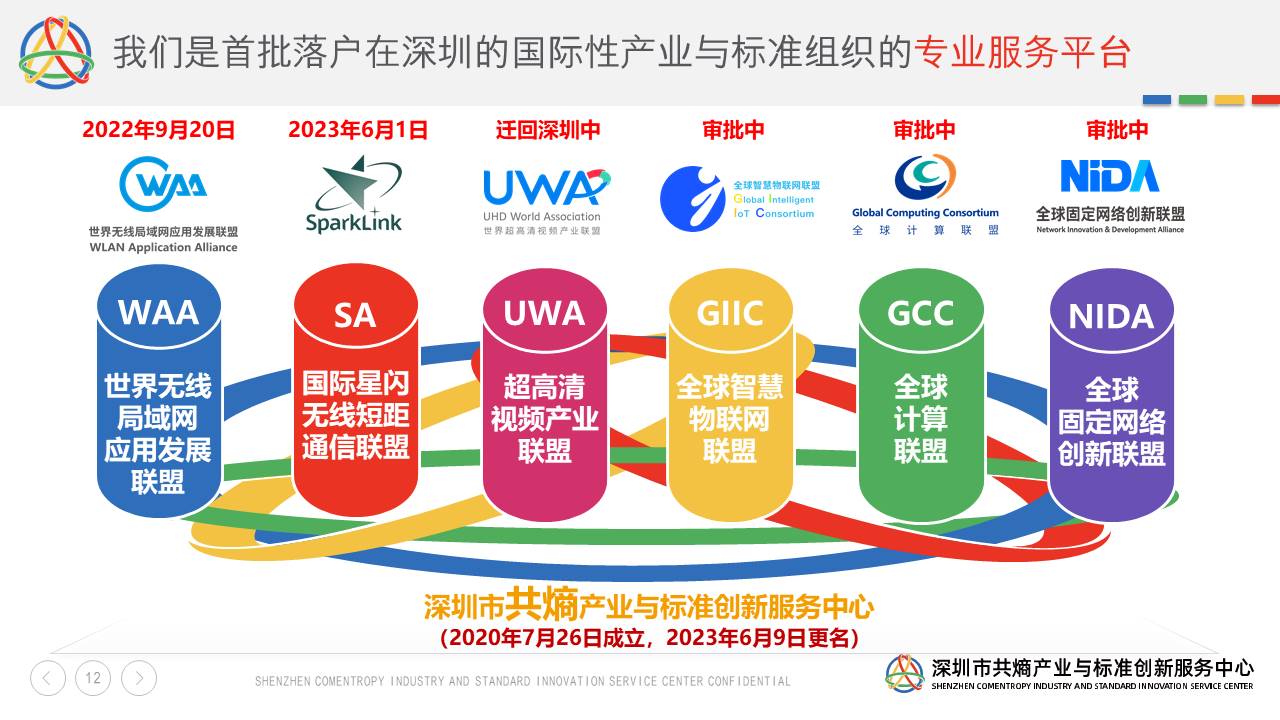 我们是首批落户在深圳的国际性产业与标准组织的专业服务平台
2022年9月20日
2023年6月1日
迁回深圳中
审批中
审批中
审批中
WAA
世界无线局域网应用发展联盟
WLAN Application Alliance
SparkLink
UWA
UHD World Association
世界超高清视频产业联盟
全球智慧物联网联盟
Global Intelligent
IoT Consortium
Global Computing Consortium
全球计算联盟
NiDA
全球固定网络创新联盟
Network Innovation & Development Alliance
WAA
世界无线
局域网
应用发展
联盟
SA
国际星闪
无线短距
通信联盟
UWA
超高清
视频产业
联盟
GIIC
全球智慧
物联网
联盟
GCC
全球
计算
联盟
NIDA
全球
固定网络
创新联盟
深圳市共熵产业与标准创新服务中心
（2020年7月26日成立，2023年6月9日更名）
12
SHENZHEN COMENTROPY INDUSTRY AND STANDARD INNOVATION SERVICE CENTER CONFIDENTIAL
深圳市共熵产业与标准创新服务中心
SHENZHEN COMENTROPY INDUSTRY AND STANDARD INNOVATION SERVICE CENTER